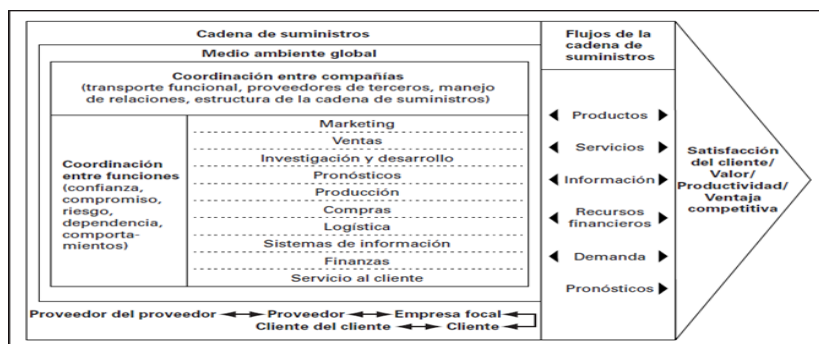 Cadena de suministros
Medio ambiente global
Coordinación entre compañías
(transporte funcional, proveedores de terceros, manejo
de relaciones, estructura de la cadena de suministros)
Coordinación
entre funciones
(confianza,
compromiso,
riesgo,
dependencia,
comporta-
mientos)
Marketing
Ventas
Investigación y desarrollo
Pronósticos
Producción
Compras
Logística
Sistemas de información
Finanzas
Servicio al cliente
Proveedor del proveedor Proveedor Empresa focal
Cliente del cliente Cliente
Flujos de la
cadena de
suministros
Productos
Servicios
Información
Recursos
financieros
Demanda
Pronósticos
Satisfacción
del cliente/
Valor/
Productividad/
Ventaja
competitiva